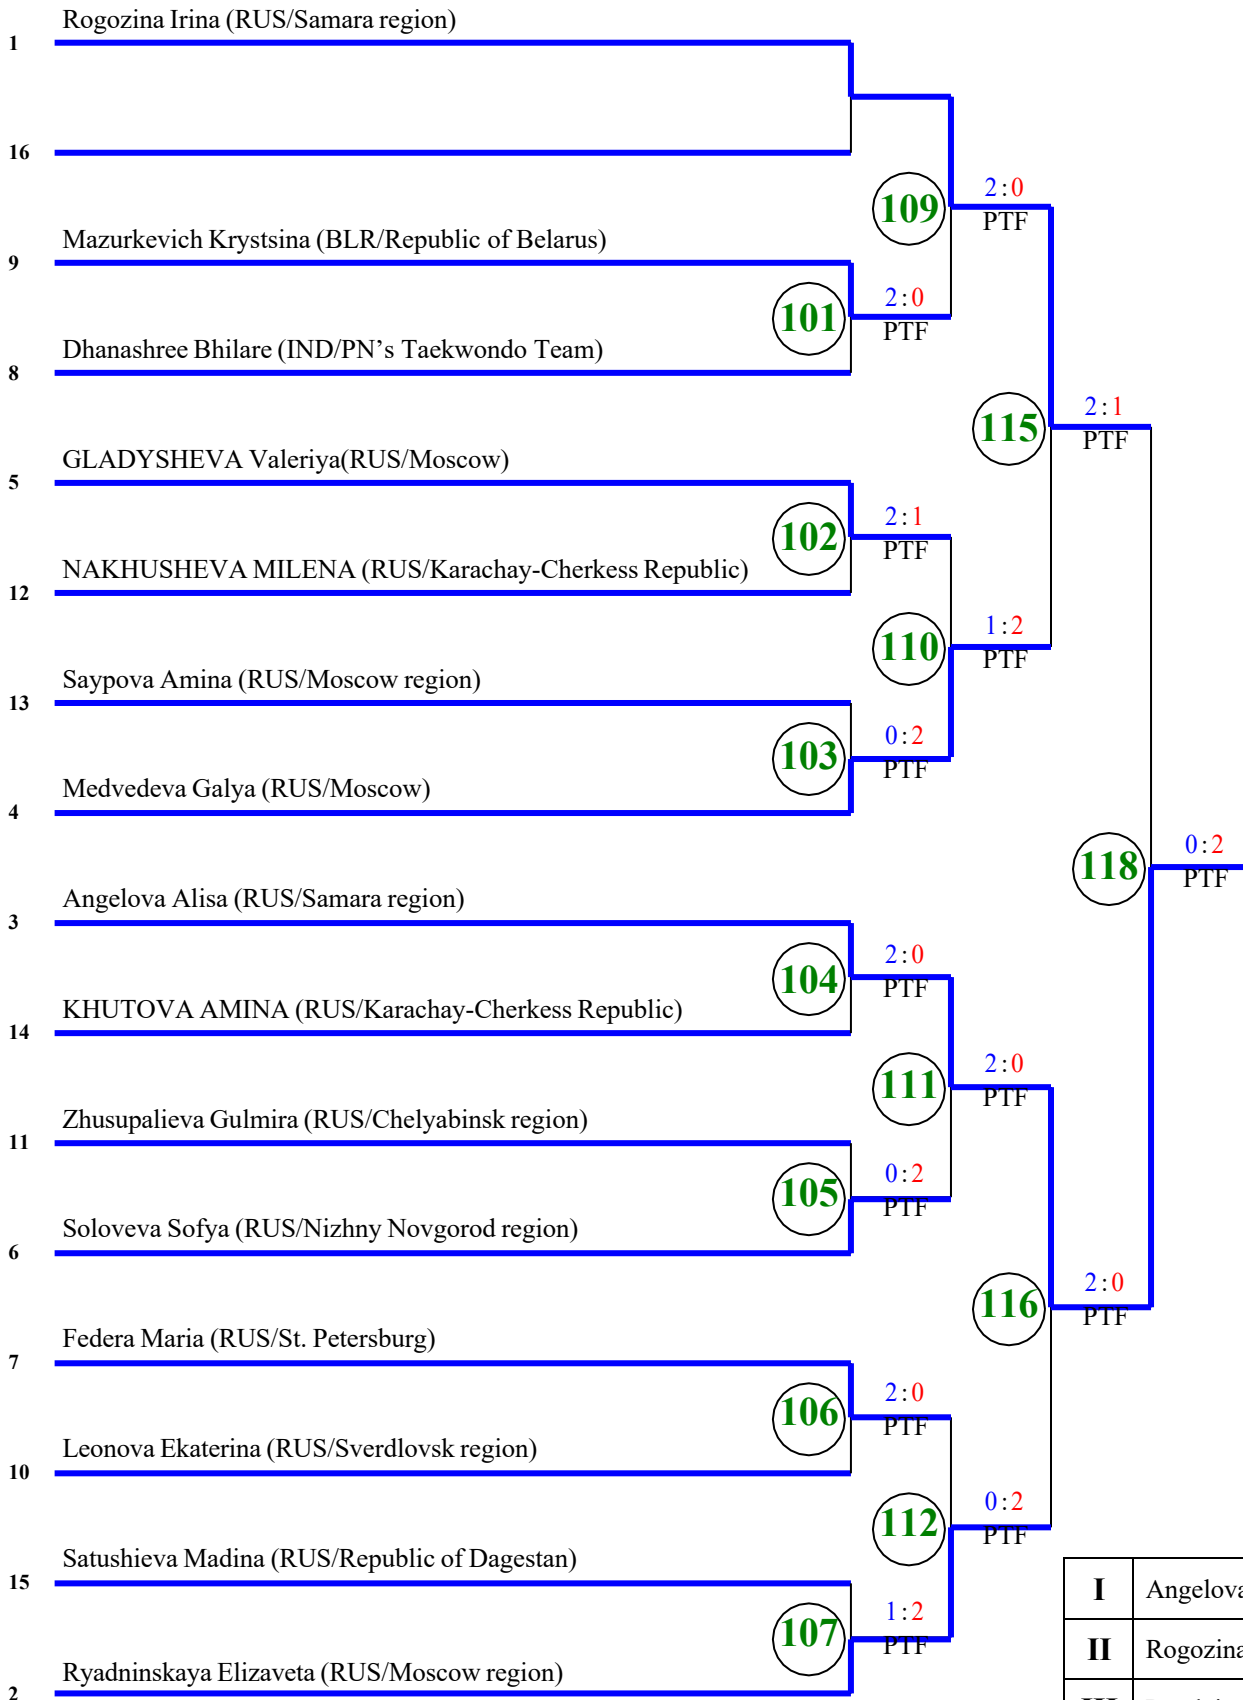 Rogozina Irina (RUS/Samara region)
1
16
109
2:0
PTF
Mazurkevich Krystsina (BLR/Republic of Belarus)
9
101
2:0
PTF
Dhanashree Bhilare (IND/PN's Taekwondo Team)
8
115
2:1
PTF
GLADYSHEVA Valeriya(RUS/Moscow)
5
102
2:1
PTF
NAKHUSHEVA MILENA (RUS/Karachay-Cherkess Republic)
12
110
1:2
PTF
Saypova Amina (RUS/Moscow region)
13
103
0:2
PTF
Medvedeva Galya (RUS/Moscow)
4
118
0:2
PTF
Angelova Alisa (RUS/Samara region)
3
104
2:0
PTF
KHUTOVA AMINA (RUS/Karachay-Cherkess Republic)
14
111
2:0
PTF
Zhusupalieva Gulmira (RUS/Chelyabinsk region)
11
105
0:2
PTF
Soloveva Sofya (RUS/Nizhny Novgorod region)
6
116
2:0
PTF
Federa Maria (RUS/St. Petersburg)
7
106
2:0
PTF
Leonova Ekaterina (RUS/Sverdlovsk region)
10
112
0:2
PTF
Satushieva Madina (RUS/Republic of Dagestan)
15
107
1:2
PTF
Ryadninskaya Elizaveta (RUS/Moscow region)
2
I Angelova
II Rogozina